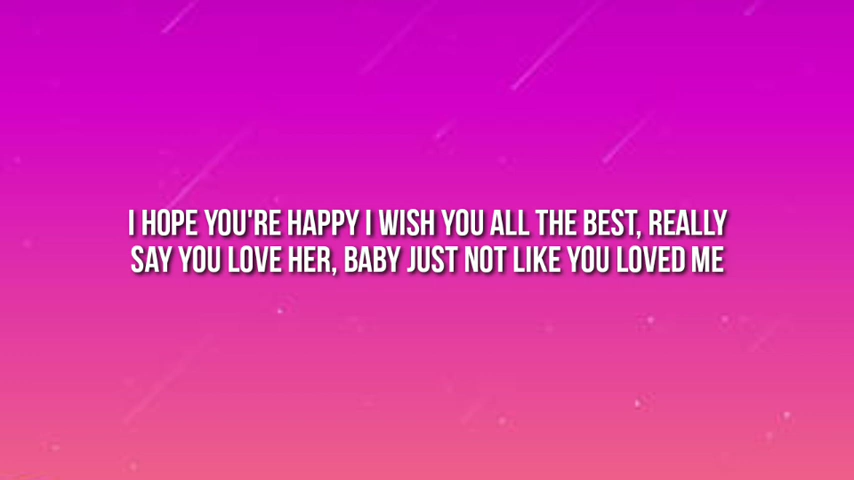 I HOPE YOU'RE HAPPY I WISH YOU ALL THE BEST, REALLY
SAY YOU LOVE HER, BABY JUST NOT LIKE YOU LOVED ME